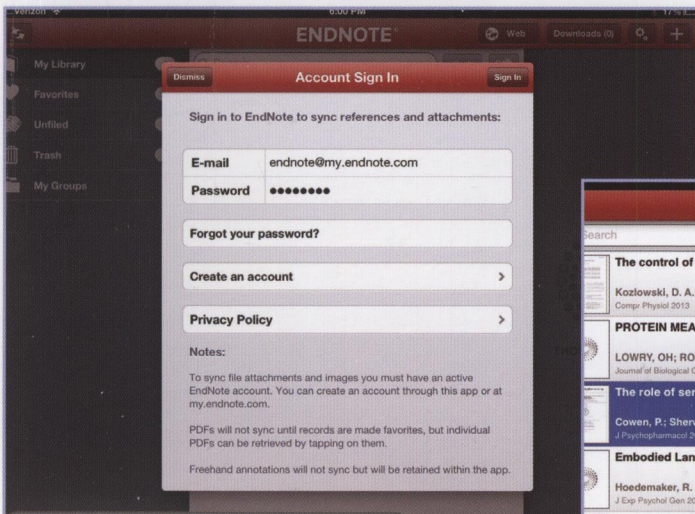 verizon 6:00 PM 17%
ENDNOTE
Web
Downloads (0)
My Library
Favorites
Unfiled
Trash
My Groups
Dismiss
Account Sign In
Sign In
Sign in to EndNote to sync references and attachments:
E-mail endnote@my.endnote.com
Password ••••••••
Forgot your password?
Create an account >
Privacy Policy >
Notes:
To sync file attachments and images you must have an active
EndNote account. You can create an account through this app or at
my.endnote.com.
PDFs will not sync until records are made favorites, but individual
PDFs can be retrieved by tapping on them.
Freehand annotations will not sync but will be retained within the app.
Search
The control of
Kozlowski, D. A.
Compr Physiol 2013
PROTEIN MEA
LOWRY, OH; RO
Journal of Biological C
The role of ser
Cowen, P.; Sherw
J Psychopharmacol 2
Embodied Lan
Hoedemaker, R.
J Exp Psychol Gen 20